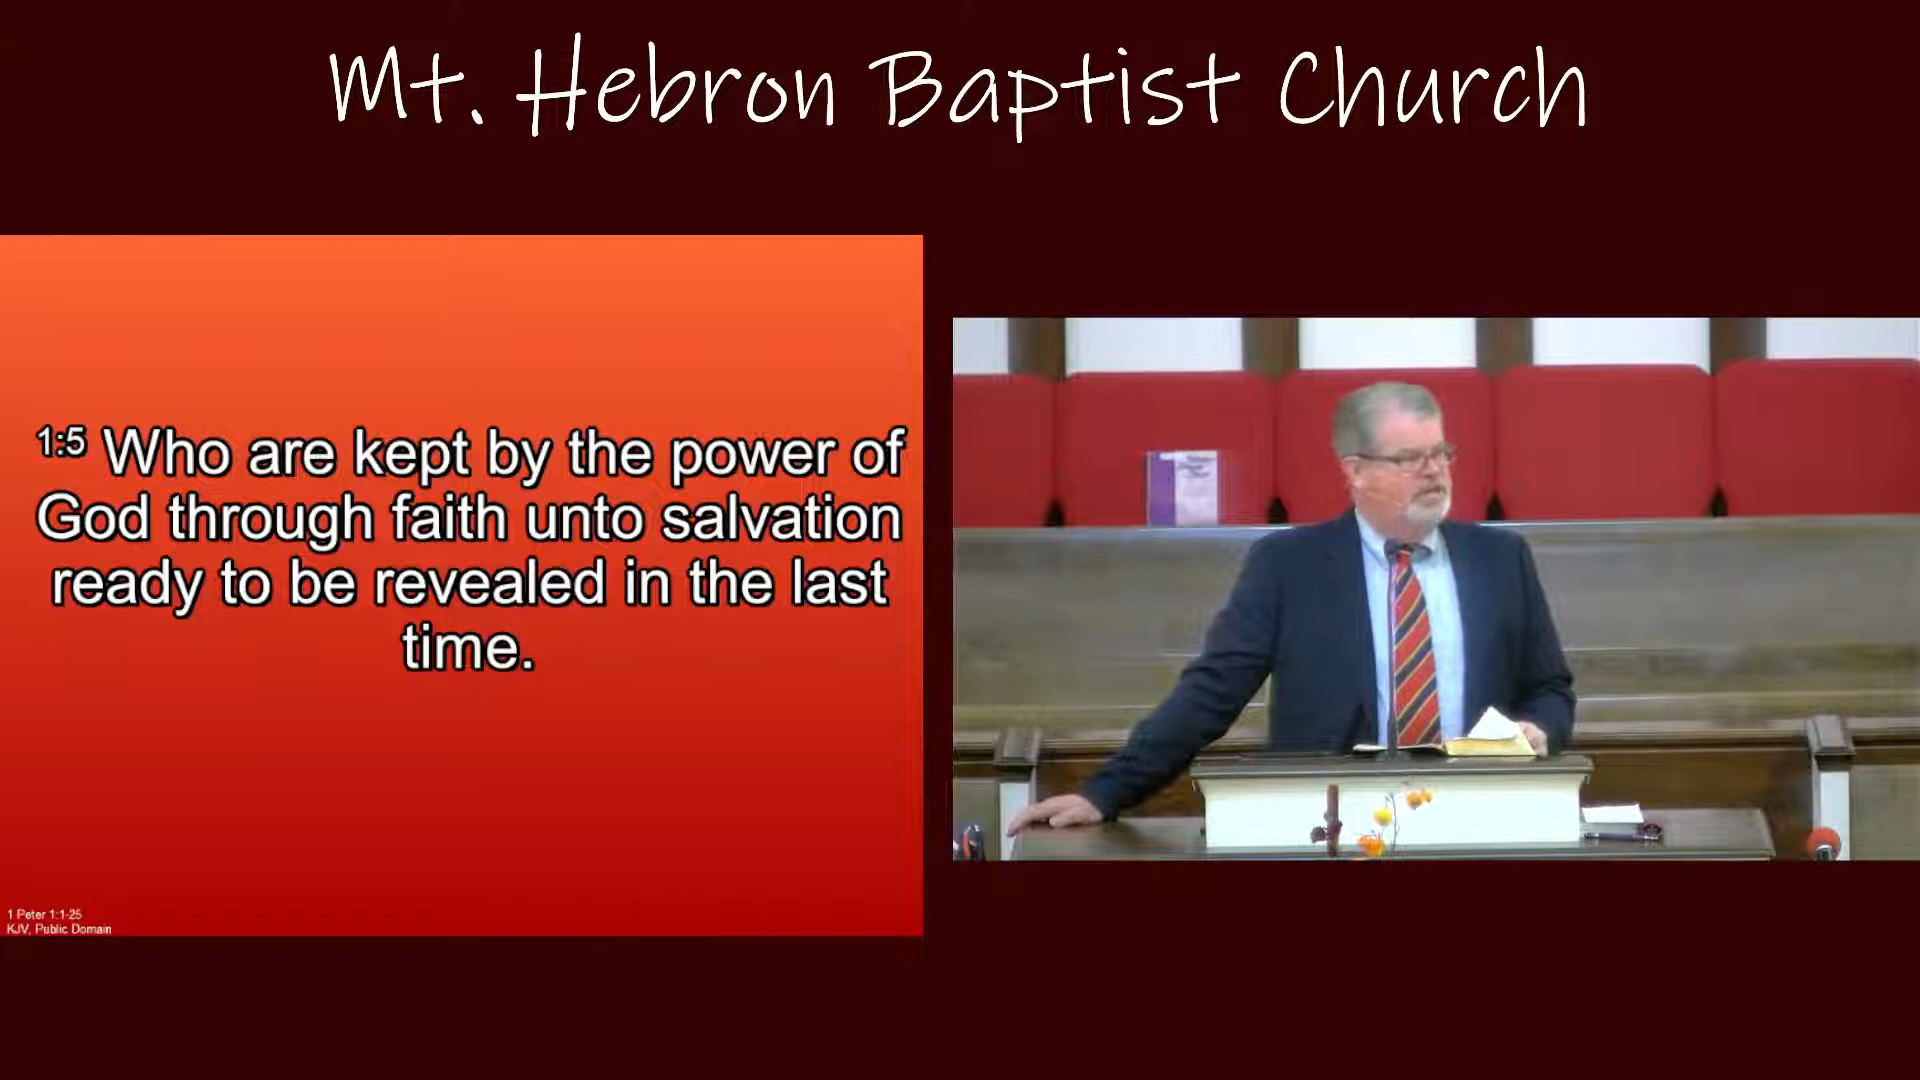 Mt. Hebron Baptist Church
1:5 Who are kept by the power of
God through faith unto salvation
ready to be revealed in the last
time.
1 Peter 1:1-25
KJV, Public Domain